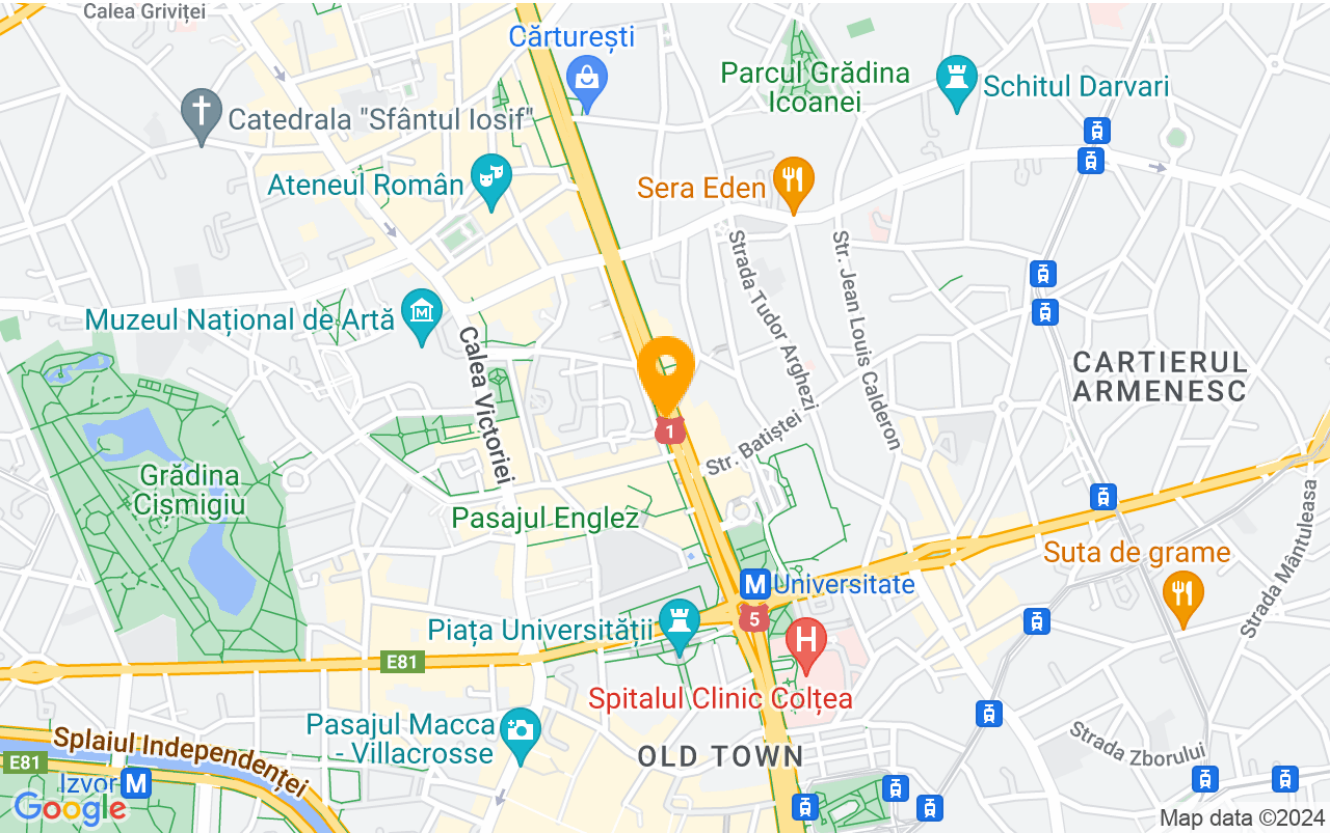 Calea Griviței
Cărturești
Parcul Grădina
Icoanei
Schitul Darvari
Catedrala "Sfântul Iosif"
Ateneul Român
Sera Eden
Strada Tudor Arghezi
Str. Jean Louis Calderon
Muzeul Național de Artă
Calea Victoriei
CARTIERUL
ARMENESC
1
Str. Batiștei
Grădina
Cișmigiu
Pasajul Englez
Suta de grame
Strada Mântuleasa
M Universitate
5
Piața Universității
H
E81
Spitalul Clinic Colțea
Pasajul Macca
- Villacrosse
OLD TOWN
Strada Zborului
Splaiul Independenței
E81
Izvor M
Google
Map data ©2024